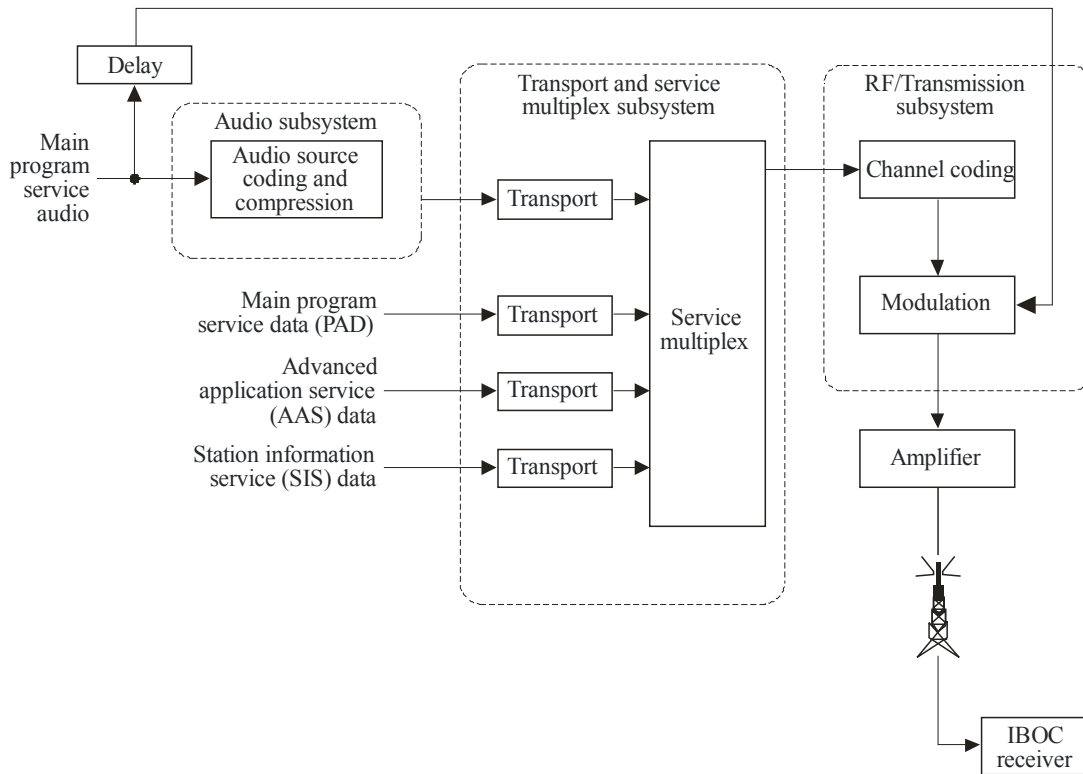 Delay
Main
program
service
audio
Audio subsystem
Audio source
coding and
compression
Transport and service
multiplex subsystem
Transport
Main program
service data (PAD)
Transport
Advanced
application service
(AAS) data
Transport
Station information
service (SIS) data
Transport
Service
multiplex
RF/Transmission
subsystem
Channel coding
Modulation
Amplifier
IBOC
receiver